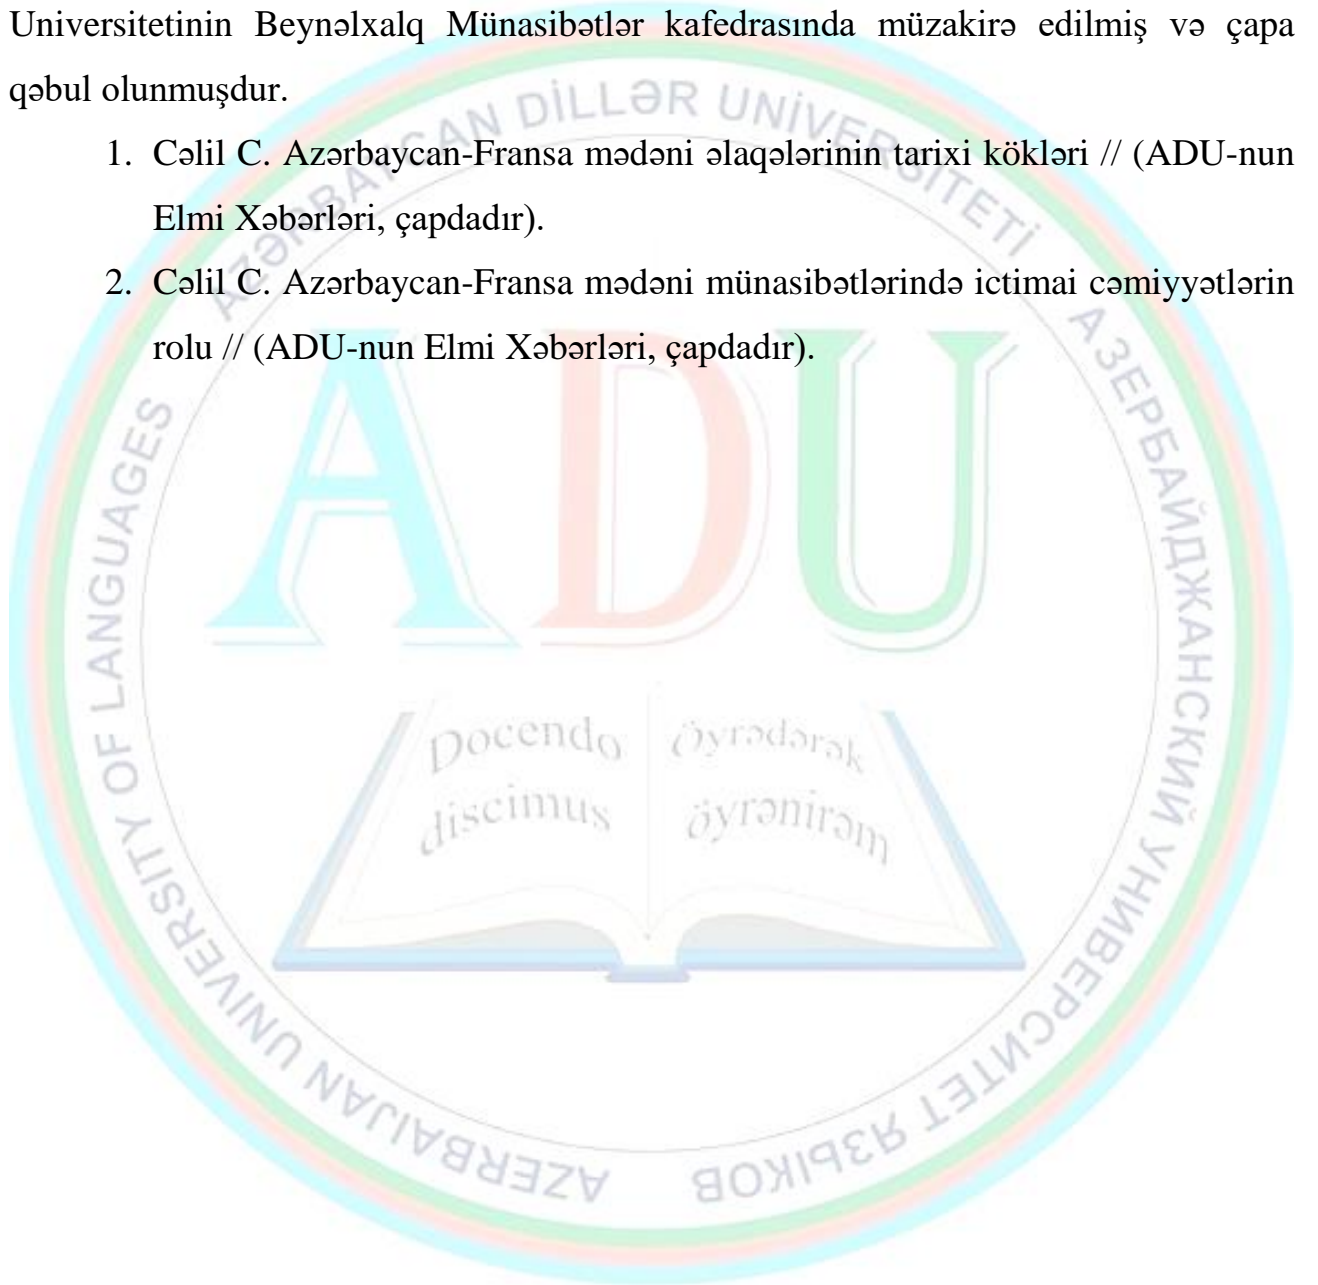 Universitetinin Beynəlxalq Münasibətlər kafedrasında müzakirə edilmiş və çapa
qəbul olunmuşdur.
1. Cəlil C. Azərbaycan-Fransa mədəni əlaqələrinin tarixi kökləri // (ADU-nun
Elmi Xəbərləri, çapdadır).
2. Cəlil C. Azərbaycan-Fransa mədəni münasibətlərində ictimai cəmiyyətlərin
rolu // (ADU-nun Elmi Xəbərləri, çapdadır).
AZƏRBAYCAN DİLLƏR UNİVERSİTETİ
АЗЕРБАЙДЖАНСКИЙ УНИВЕРСИТЕТ ЯЗЫКОВ
AZERBAIJAN UNIVERSITY OF LANGUAGES
ADU
Docendo
discimus
Öyrədərək
öyrənirəm